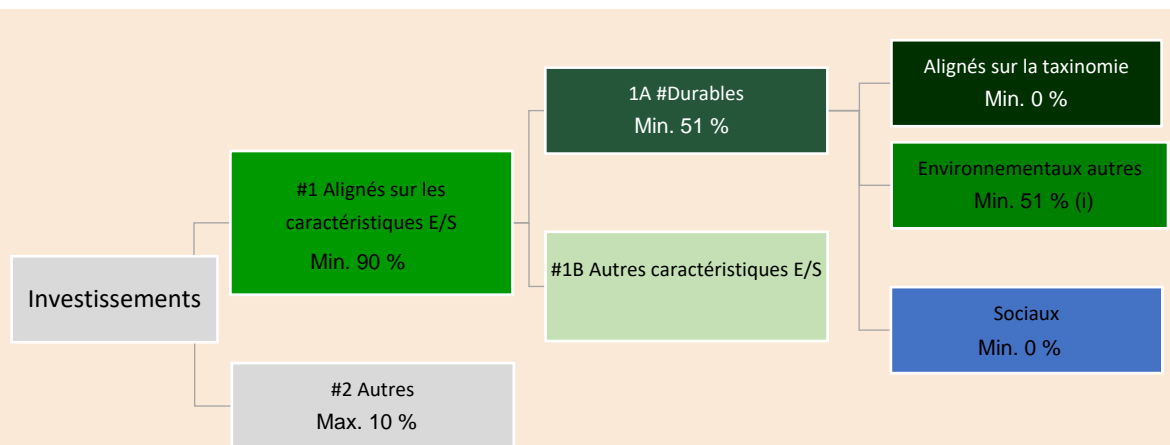 Investissements
#1 Alignés sur les
caractéristiques E/S
Min. 90 %
#2 Autres
Max. 10 %
1A #Durables
Min. 51 %
#1B Autres caractéristiques E/S
Alignés sur la taxinomie
Min. 0 %
Environnementaux autres
Min. 51 % (i)
Sociaux
Min. 0 %